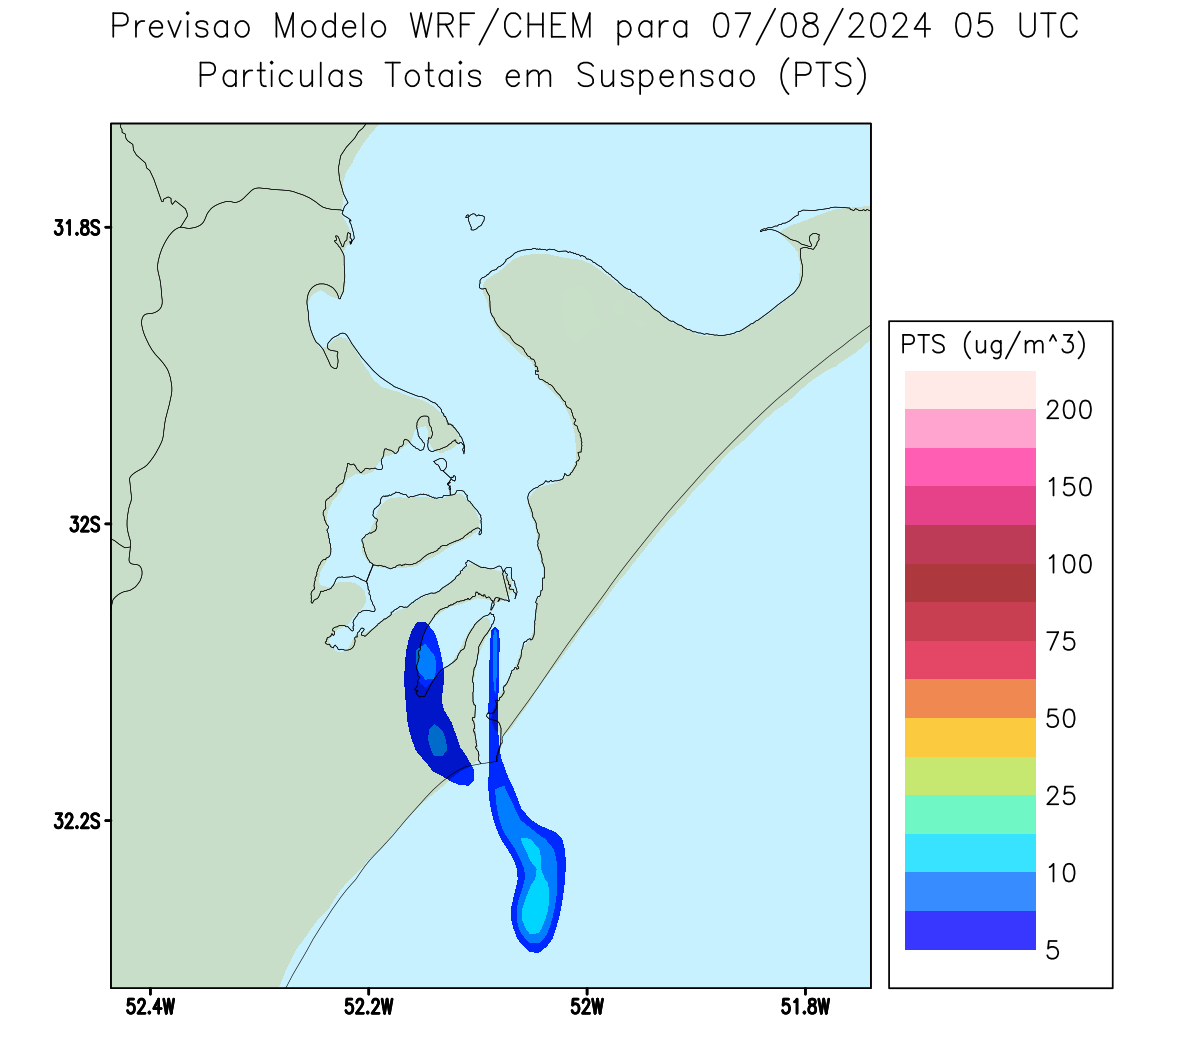 Previsao Modelo WRF/CHEM para 07/08/2024 05 UTC
Particulas Totais em Suspensao (PTS)
31.8S
32S
32.2S
52.4W
52.2W
52W
51.8W
PTS (ug/m^3)
200
150
100
75
50
25
10
5